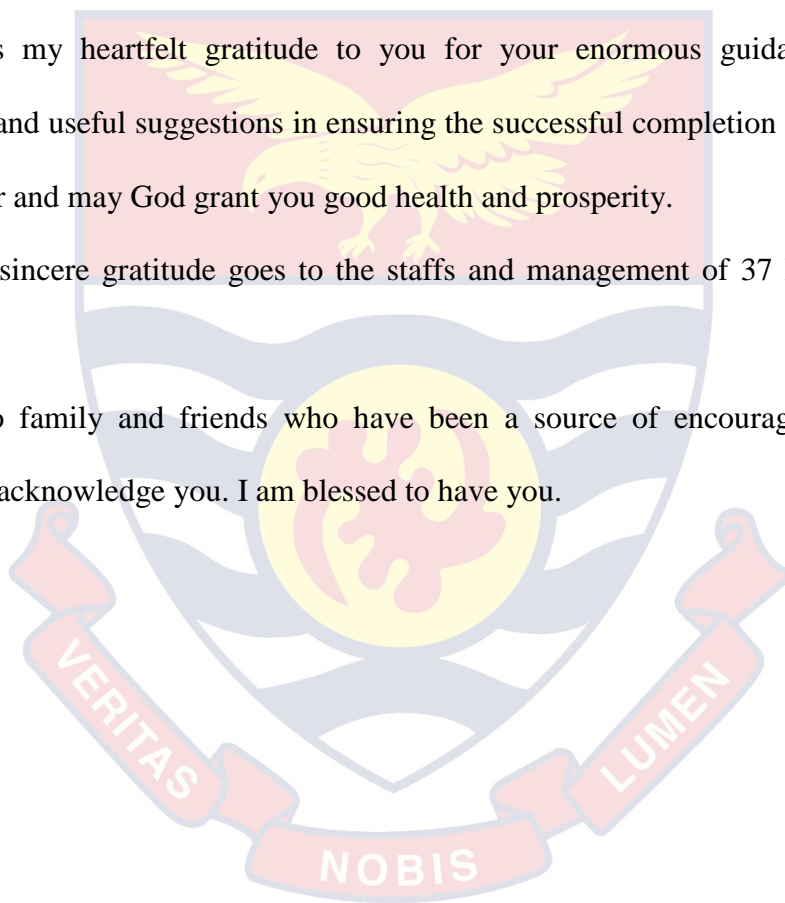 my heartfelt gratitude to you for your enormous
and useful suggestions in ensuring the successful completion
and may God grant you good health and prosperity.
sincere gratitude goes to the staffs and management of 37
family and friends who have been a source of
acknowledge you. I am blessed to have you.
VERITAS
NOBIS
LUMEN